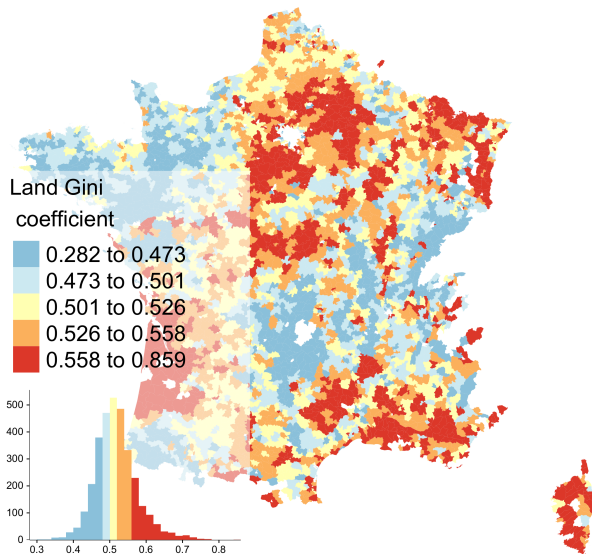 Land Gini
coefficient
0.282 to 0.473
0.473 to 0.501
0.501 to 0.526
0.526 to 0.558
0.558 to 0.859
500
400
300
200
100
0
0.3 0.4 0.5 0.6 0.7 0.8